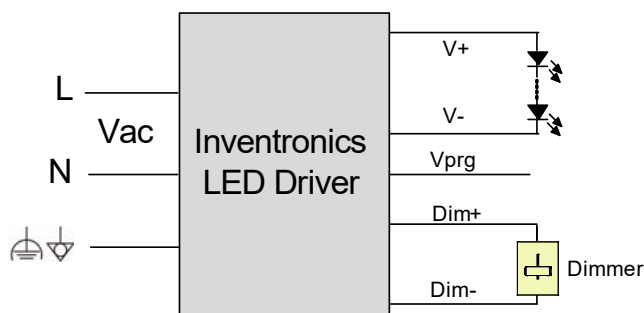 V+
L
Vac
V-
Inventronics
LED Driver
N
Vprg
Dim+
Dimmer
Dim-